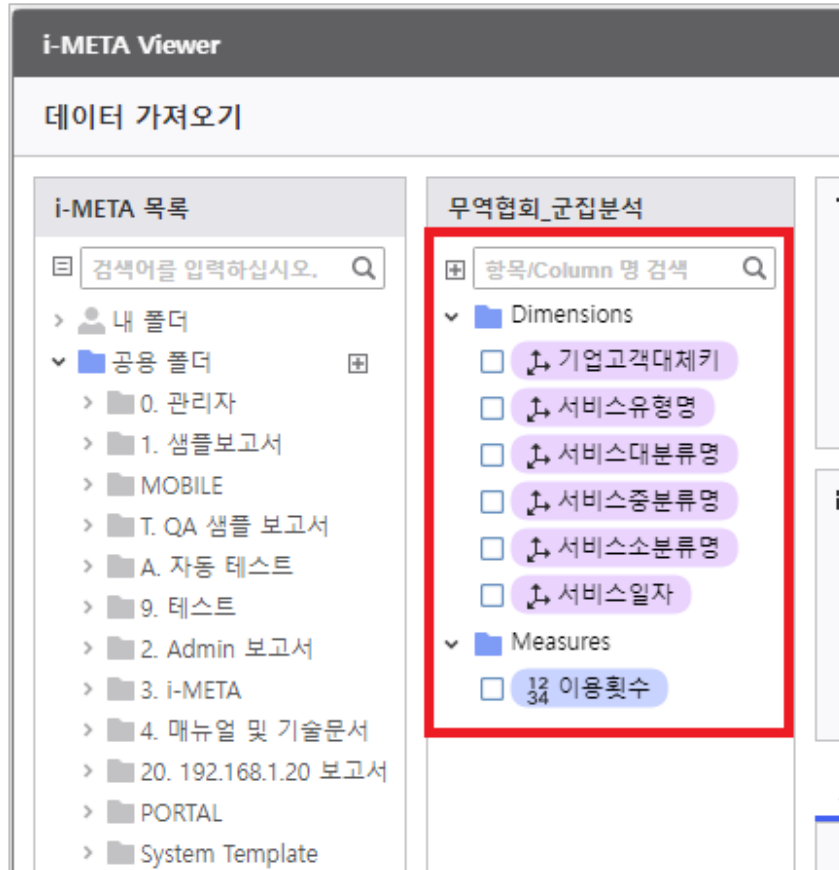 i-META Viewer
데이터 가져오기
i-META 목록
검색어를 입력하십시오.
내 폴더
공용 폴더
0. 관리자
1. 샘플보고서
MOBILE
T. QA 샘플 보고서
A. 자동 테스트
9. 테스트
2. Admin 보고서
3. i-META
4. 매뉴얼 및 기술문서
20. 192.168.1.20 보고서
PORTAL
System Template
무역협회_군집분석
항목/Column 명 검색
Dimensions
기업고객대체키
서비스유형명
서비스대분류명
서비스중분류명
서비스소분류명
서비스일자
Measures
12
34
이용횟수